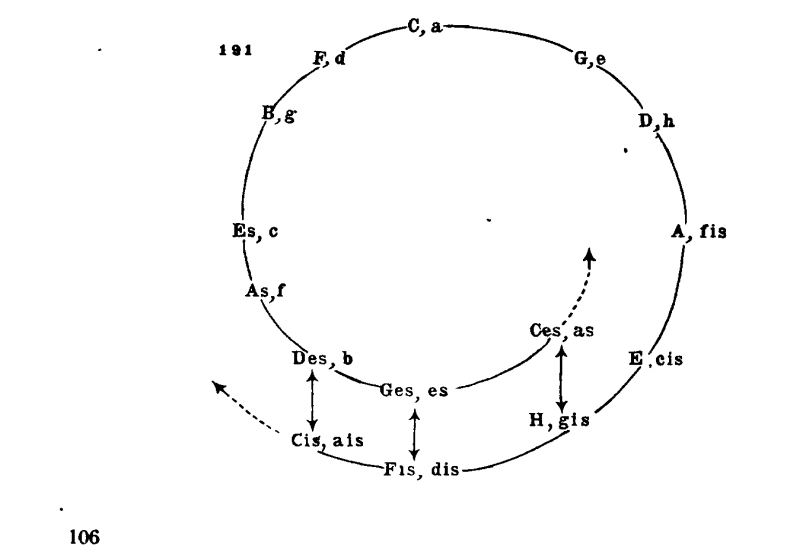 191
C, a
F, d
G, e
B, g
D, h
Es, c
A, fis
As, f
Ces, as
Des, b
E, cis
Ges, es
H, gis
Cis, ais
Fis, dis
106